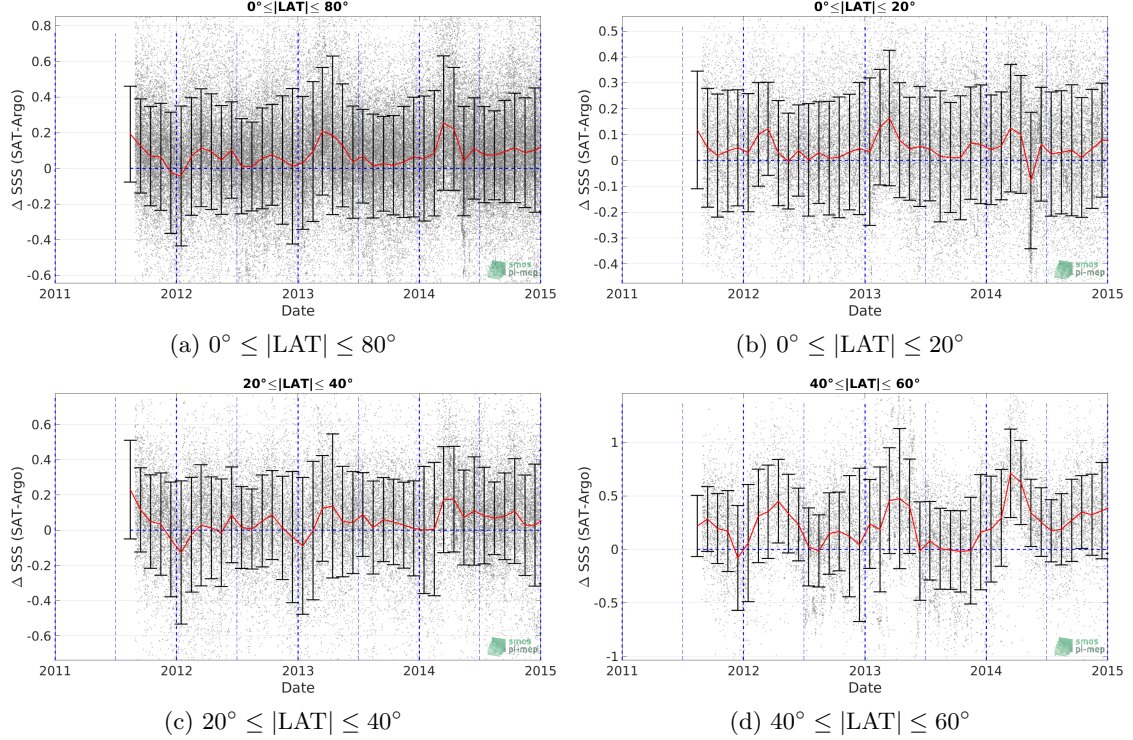 0°≤|LAT|≤ 80°
Δ SSS (SAT-Argo)
0.8
0.6
0.4
0.2
0
-0.2
-0.4
-0.6
2011 2012 2013 2014 2015
Date
smos
pi-mep
(a) 0° ≤ |LAT| ≤ 80°
0°≤|LAT|≤ 20°
Δ SSS (SAT-Argo)
0.5
0.4
0.3
0.2
0.1
0
-0.1
-0.2
-0.3
-0.4
2011 2012 2013 2014 2015
Date
smos
pi-mep
(b) 0° ≤ |LAT| ≤ 20°
20°≤|LAT|≤ 40°
Δ SSS (SAT-Argo)
0.6
0.4
0.2
0
-0.2
-0.4
-0.6
2011 2012 2013 2014 2015
Date
smos
pi-mep
(c) 20° ≤ |LAT| ≤ 40°
40°≤|LAT|≤ 60°
Δ SSS (SAT-Argo)
1
0.5
0
-0.5
-1
2011 2012 2013 2014 2015
Date
smos
pi-mep
(d) 40° ≤ |LAT| ≤ 60°